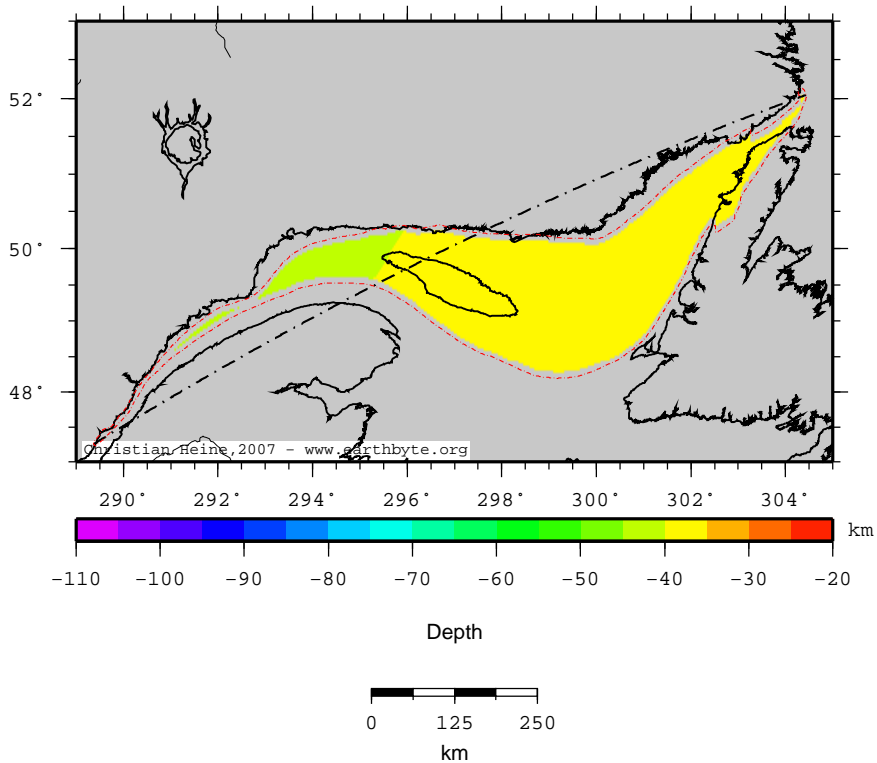 52°
50°
48°
Christian Heine,2007 - www.earthbyte.org
290° 292° 294° 296° 298° 300° 302° 304°
km
-110 -100 -90 -80 -70 -60 -50 -40 -30 -20
Depth
0 125 250
km